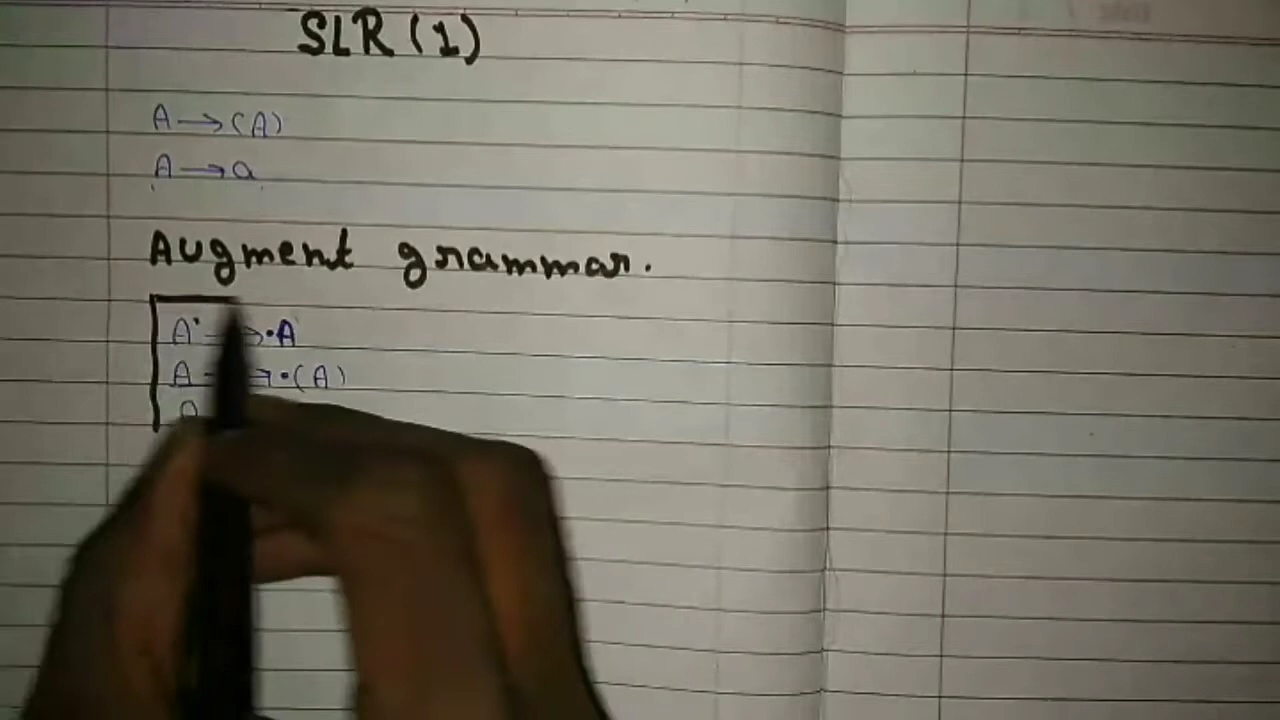 SLR (1)
A → (A)
A → a
Augment grammar.
A' → ·A
A → ·(A)
A